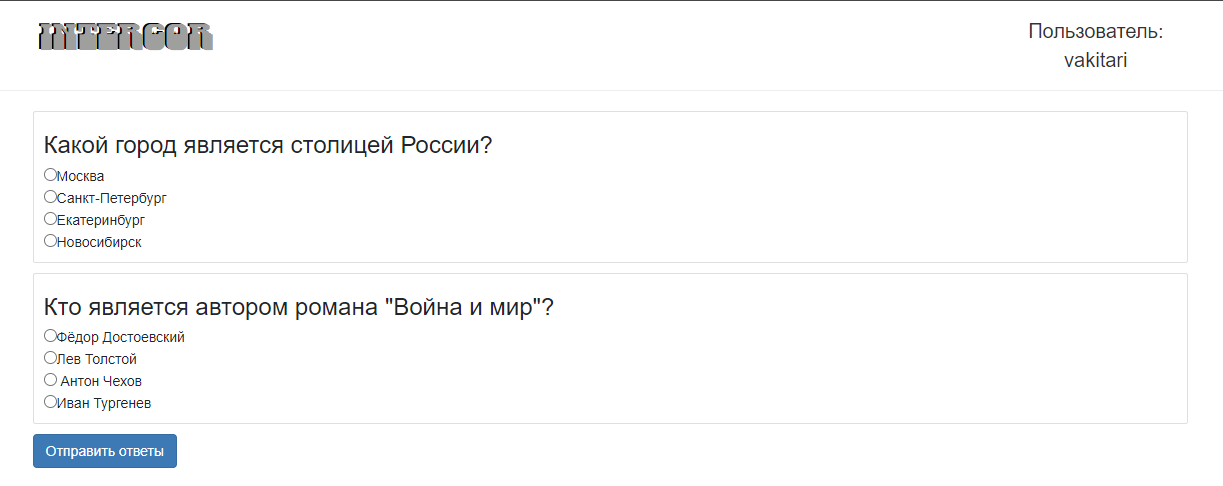 INTERCOR
Пользователь:
vakitari
Какой город является столицей России?
Москва
Санкт-Петербург
Екатеринбург
Новосибирск
Кто является автором романа "Война и мир"?
Фёдор Достоевский
Лев Толстой
Антон Чехов
Иван Тургенев
Отправить ответы